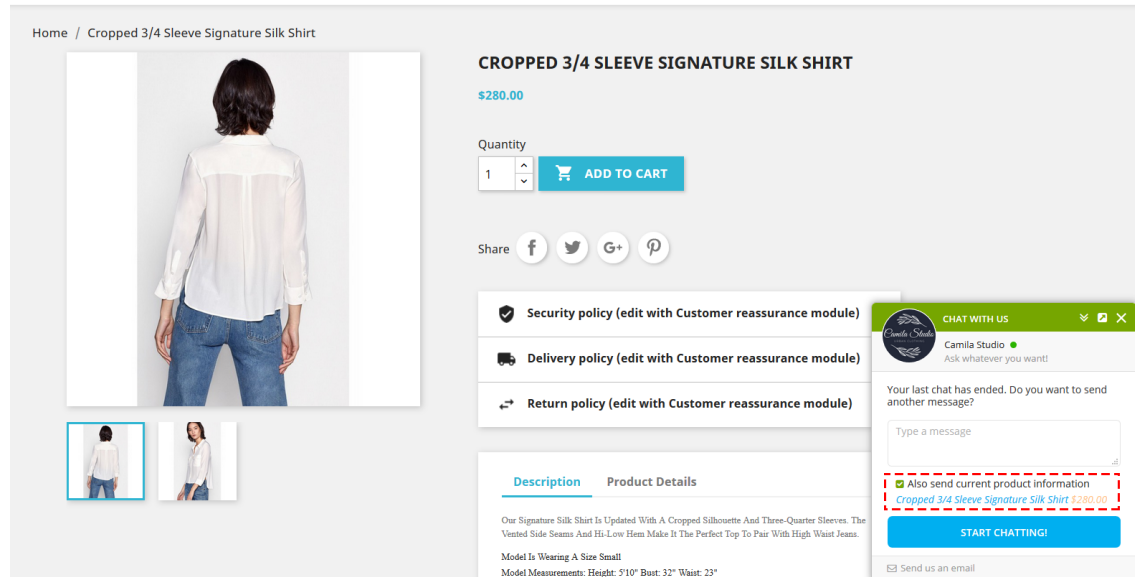 Home / Cropped 3/4 Sleeve Signature Silk Shirt
CROPPED 3/4 SLEEVE SIGNATURE SILK SHIRT
$280.00
Quantity
1
ADD TO CART
Share
G+
Security policy (edit with Customer reassurance module)
Delivery policy (edit with Customer reassurance module)
Return policy (edit with Customer reassurance module)
Description Product Details
Our Signature Silk Shirt Is Updated With A Cropped Silhouette And Three-Quarter Sleeves. The
Vented Side Seams And Hi-Low Hem Make It The Perfect Top To Pair With High Waist Jeans.
Model Is Wearing A Size Small
Model Measurements: Height: 5'10" Bust: 32" Waist: 23"
CHAT WITH US
Camila Studio
Camila Studio
Ask whatever you want!
Your last chat has ended. Do you want to send
another message?
Type a message
Also send current product information
Cropped 3/4 Sleeve Signature Silk Shirt $280.00
START CHATTING!
Send us an email